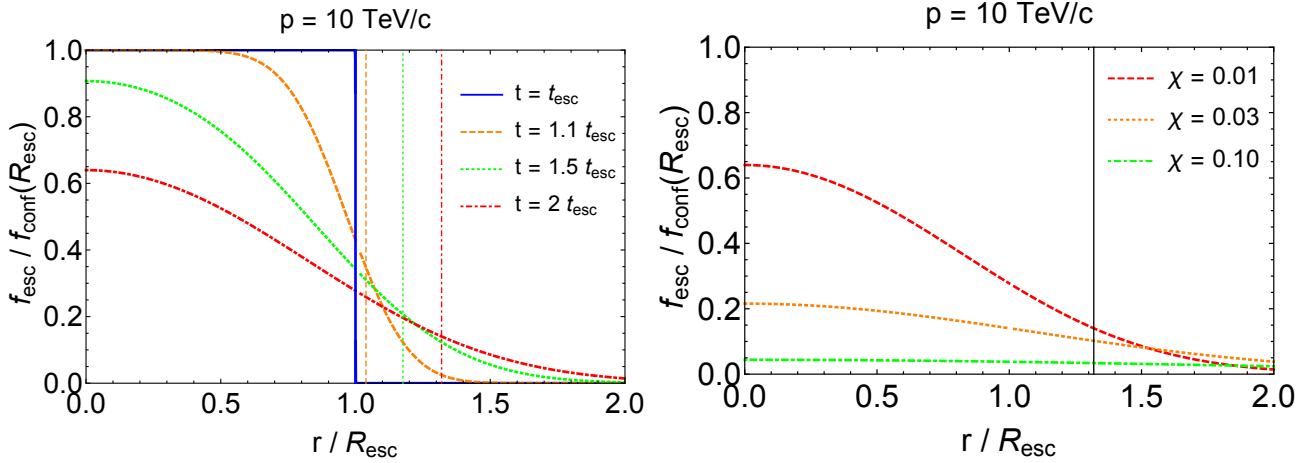 p = 10 TeV/c
f_esc / f_conf(R_esc)
1.0
0.8
0.6
0.4
0.2
0.0
t = t_esc
t = 1.1 t_esc
t = 1.5 t_esc
t = 2 t_esc
0.0 0.5 1.0 1.5 2.0
r / R_esc
p = 10 TeV/c
f_esc / f_conf(R_esc)
1.0
0.8
0.6
0.4
0.2
0.0
χ = 0.01
χ = 0.03
χ = 0.10
0.0 0.5 1.0 1.5 2.0
r / R_esc